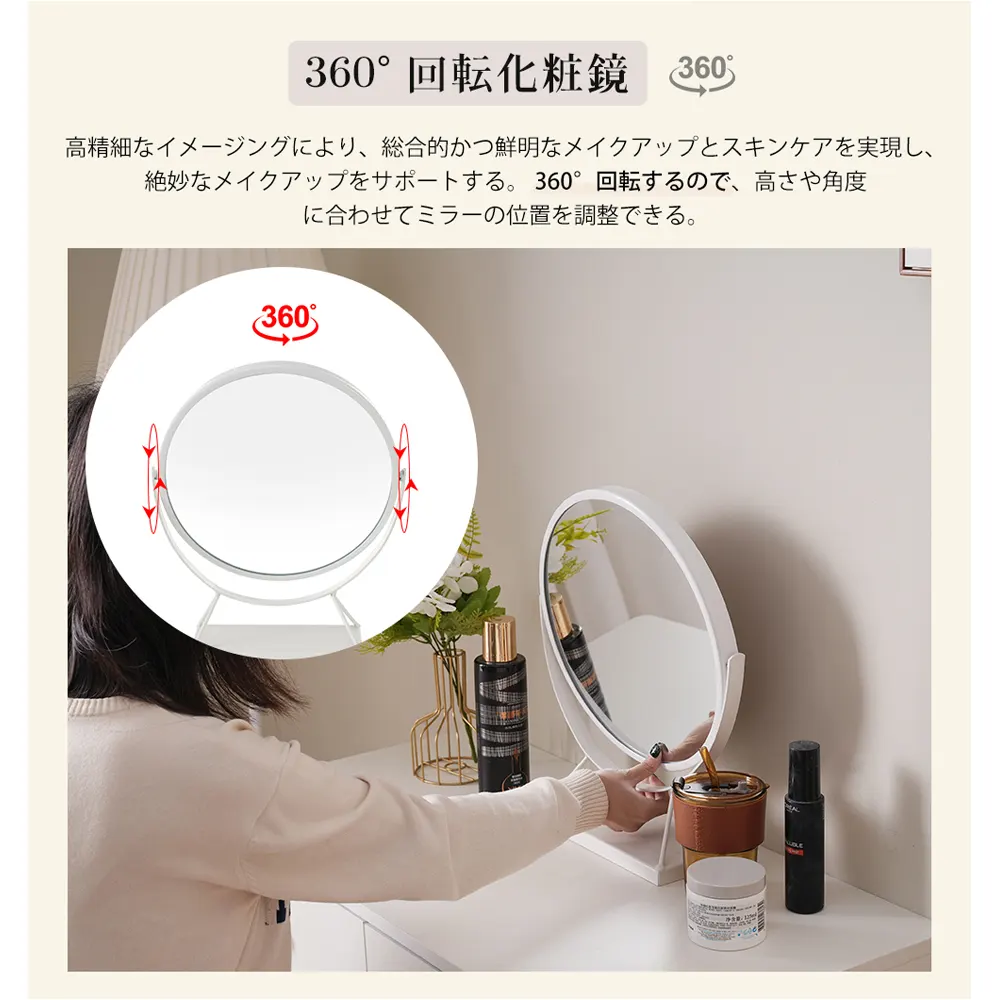 360° 回転化粧鏡
360°
高精細なイメージングにより、総合的かつ鮮明なメイクアップとスキンケアを実現し、
絶妙なメイクアップをサポートする。 360° 回転するので、高さや角度
に合わせてミラーの位置を調整できる。
360°